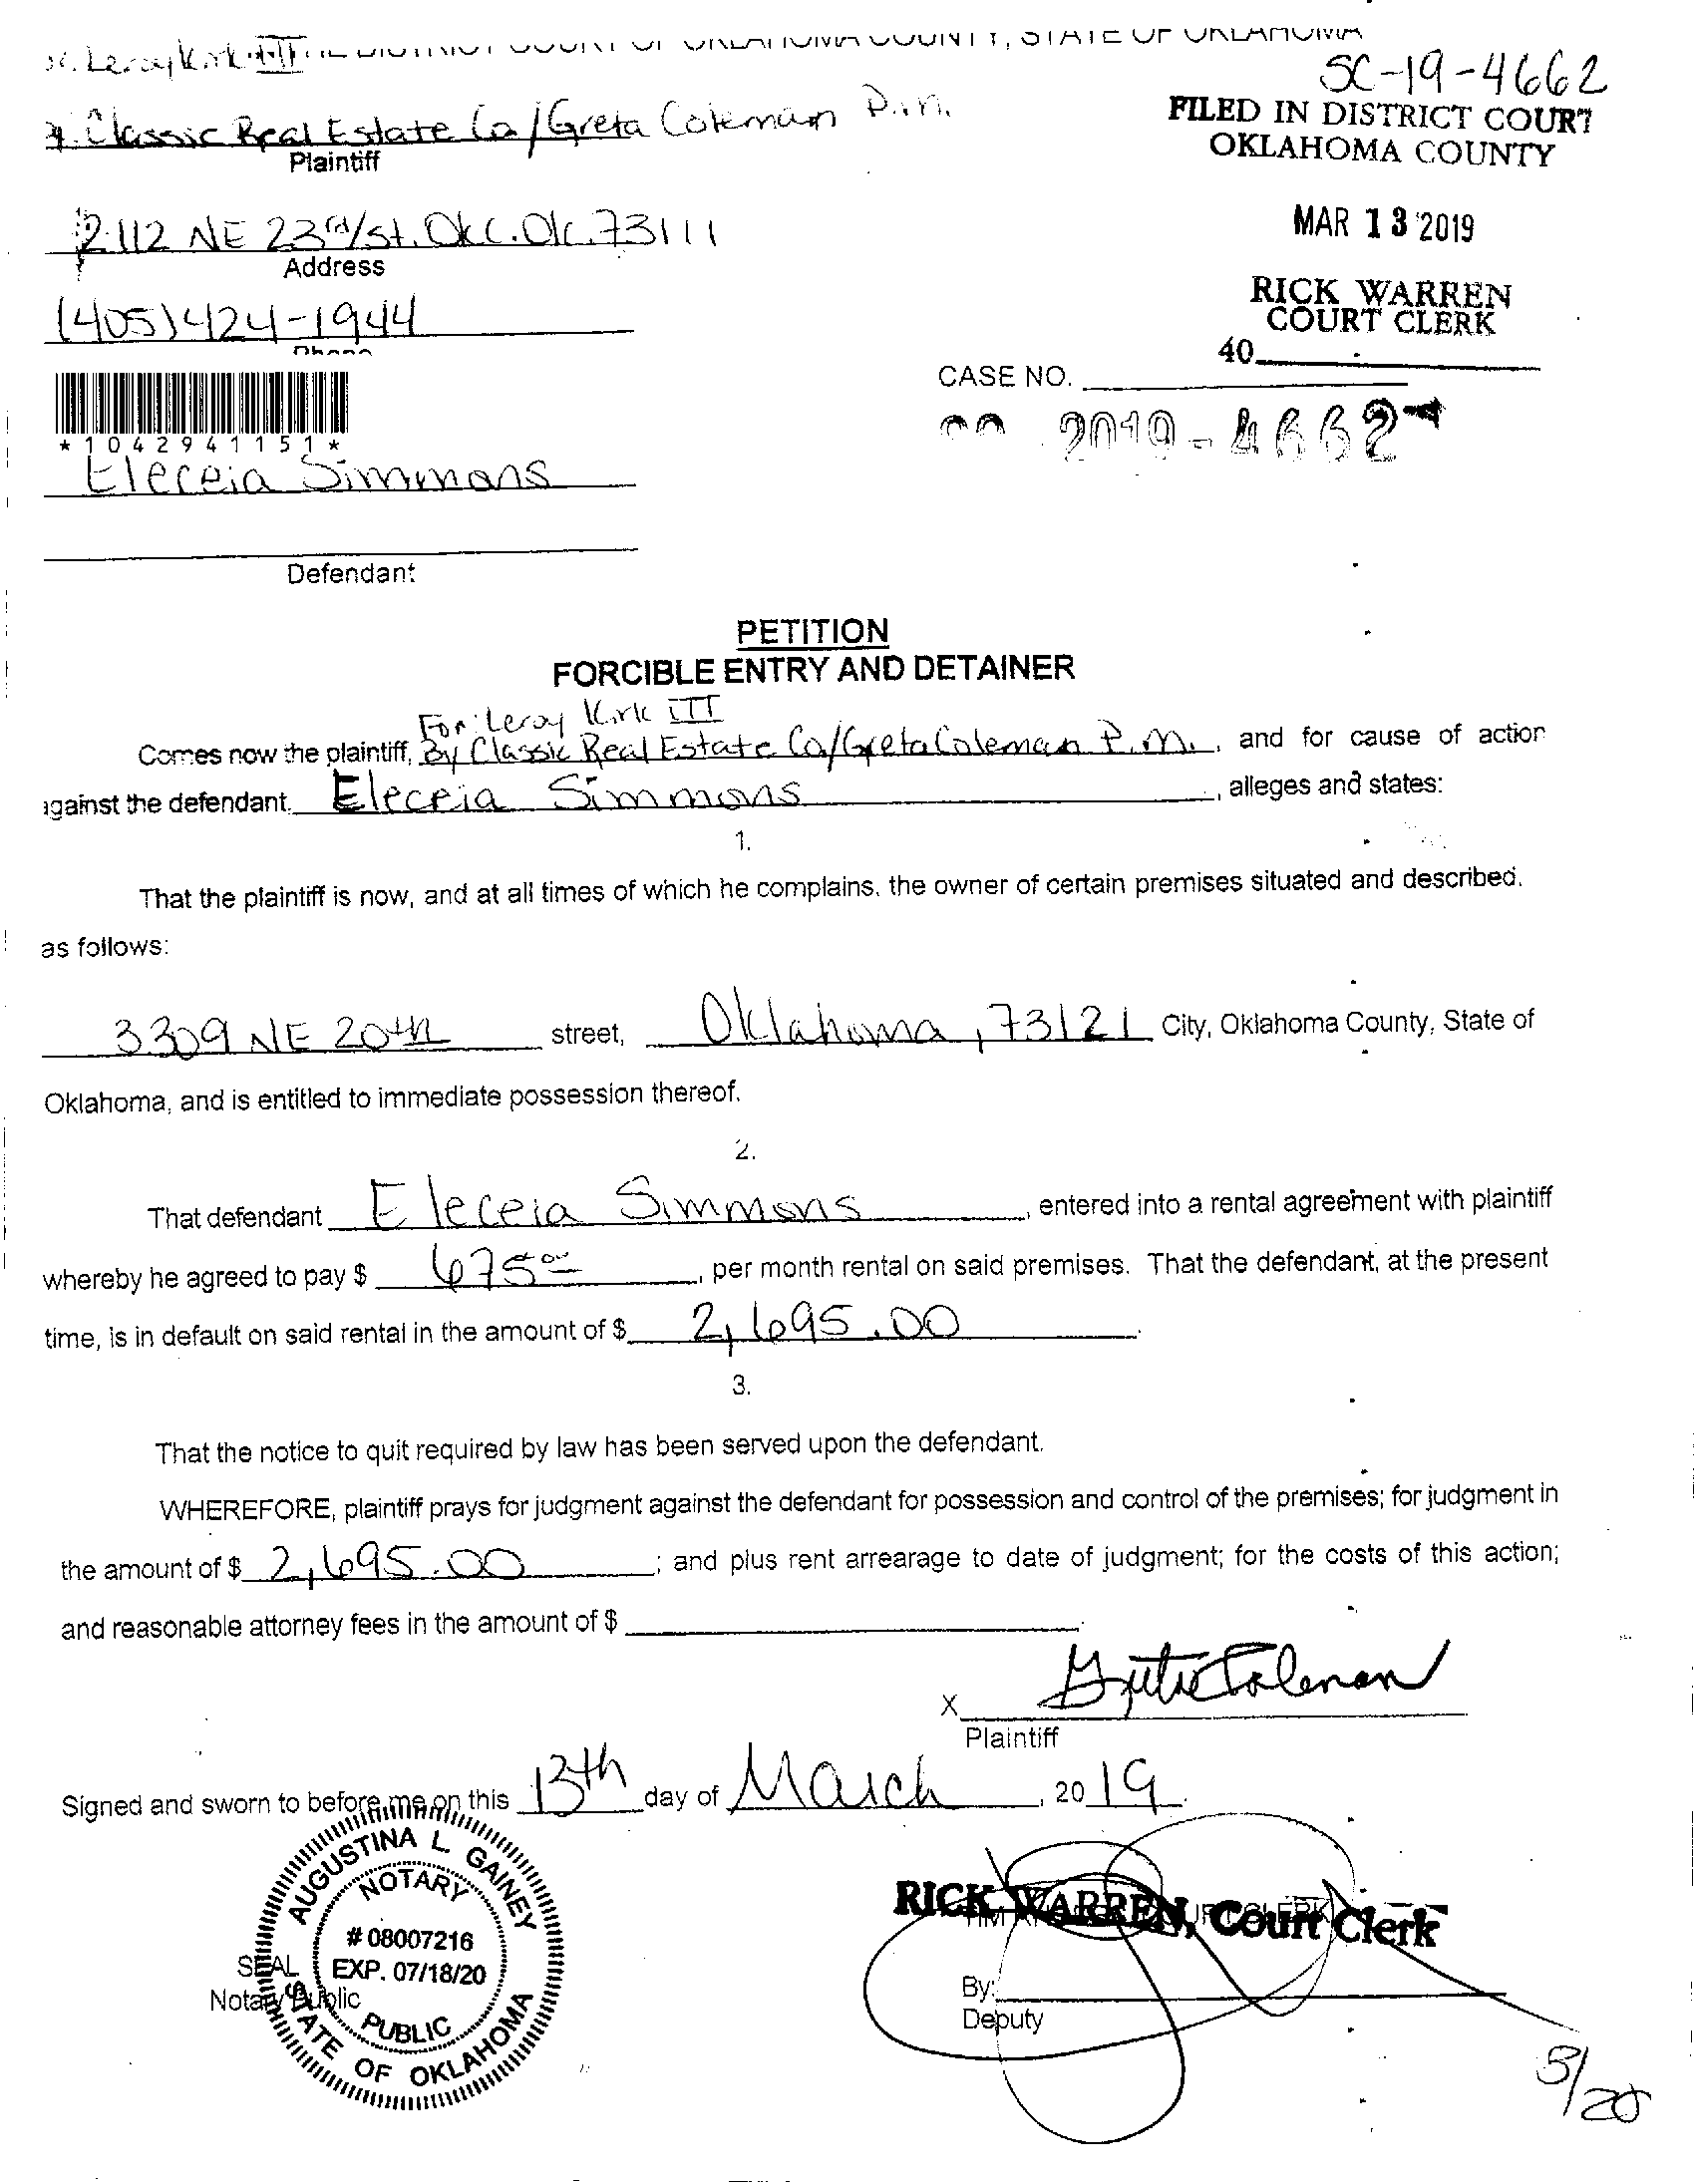 Leroy Kirk III THE DISTRICT COURT OF OKLAHOMA COUNTY, STATE OF OKLAHOMA
SC-19-4662
Classic Real Estate Co/Greta Coleman P.M.
Plaintiff
FILED IN DISTRICT COURT
OKLAHOMA COUNTY
2112 NE 23rd/St. OKC. OK. 73111
Address
MAR 13 2019
(405)424-1944
Phone
RICK WARREN
COURT CLERK
40
CASE NO.
2019-4662
*1042941151*
Eleceia Simmons
Defendant
PETITION
FORCIBLE ENTRY AND DETAINER
For: Leroy Kirk III
Comes now the plaintiff, By Classic Real Estate Co/Greta Coleman P.M., and for cause of action
against the defendant, Eleceia Simmons, alleges and states:
1.
That the plaintiff is now, and at all times of which he complains, the owner of certain premises situated and described,
as follows:
3309 NE 20th street, Oklahoma, 73121 City, Oklahoma County, State of
Oklahoma, and is entitled to immediate possession thereof.
2.
That defendant Eleceia Simmons, entered into a rental agreement with plaintiff
whereby he agreed to pay $ 675.00, per month rental on said premises. That the defendant, at the present
time, is in default on said rental in the amount of $ 2,695.00.
3.
That the notice to quit required by law has been served upon the defendant.
WHEREFORE, plaintiff prays for judgment against the defendant for possession and control of the premises; for judgment in
the amount of $ 2,695.00; and plus rent arrearage to date of judgment; for the costs of this action;
and reasonable attorney fees in the amount of $
X Greta Coleman
Plaintiff
Signed and sworn to before me on this 13th day of March, 2019.
AUGUSTINA L GAINEY
NOTARY
# 08007216
EXP. 07/18/20
PUBLIC
STATE OF OKLAHOMA
SEAL
Notary Public
RICK WARREN, Court Clerk
By:
Deputy
3/20